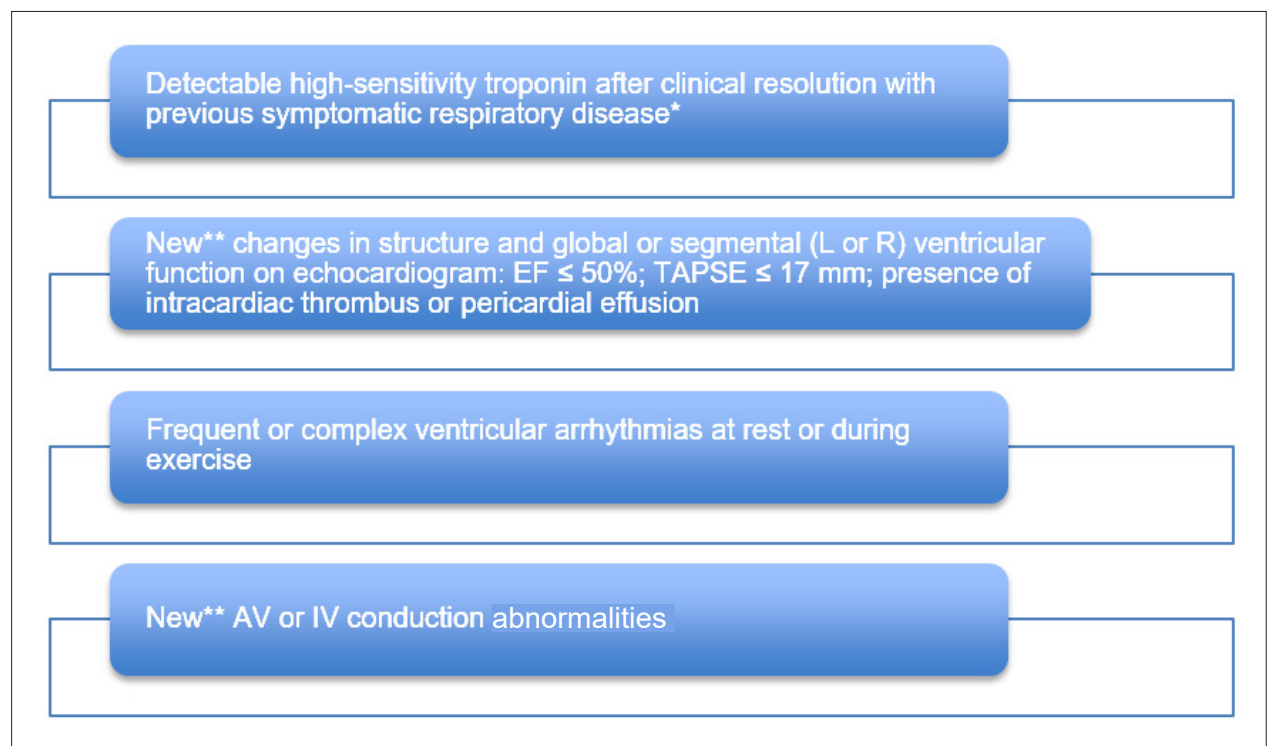 Detectable high-sensitivity troponin after clinical resolution with
previous symptomatic respiratory disease*
New** changes in structure and global or segmental (L or R) ventricular
function on echocardiogram: EF ≤ 50%; TAPSE ≤ 17 mm; presence of
intracardiac thrombus or pericardial effusion
Frequent or complex ventricular arrhythmias at rest or during
exercise
New** AV or IV conduction abnormalities